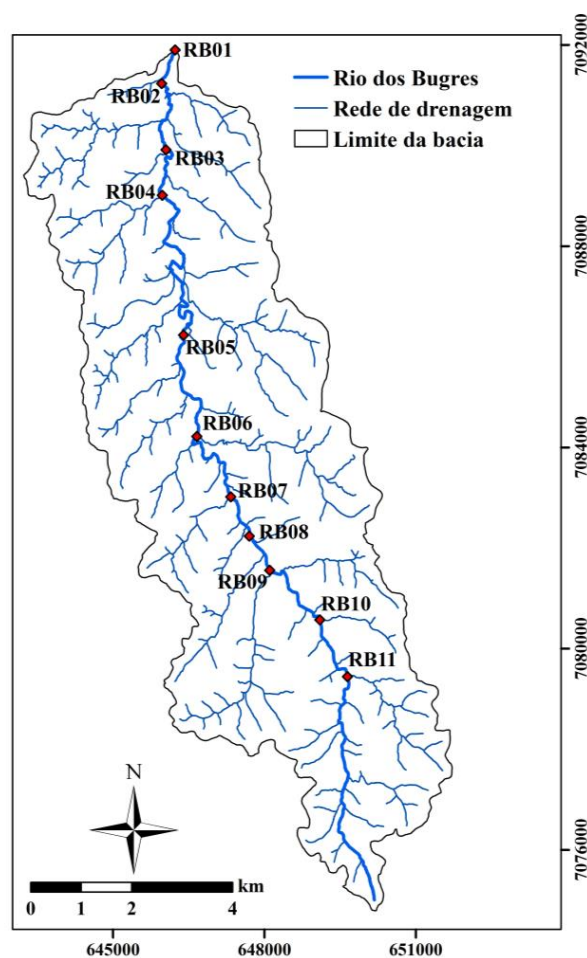 RB01
7092000
Rio dos Bugres
RB02
Rede de drenagem
Limite da bacia
RB03
RB04
7088000
RB05
RB06
7084000
RB07
RB08
RB09
RB10
7080000
RB11
N
7076000
km
0 1 2 4
645000 648000 651000